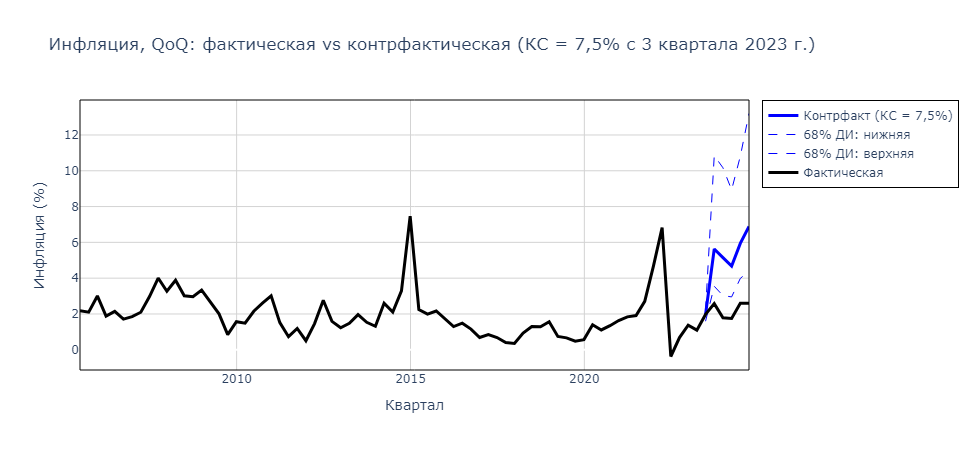 Инфляция, QoQ: фактическая vs контрфактическая (КС = 7,5% с 3 квартала 2023 г.)
Контрфакт (КС = 7,5%)
68% ДИ: нижняя
68% ДИ: верхняя
Фактическая
Инфляция (%)
12
10
8
6
4
2
0
2010
2015
2020
Квартал